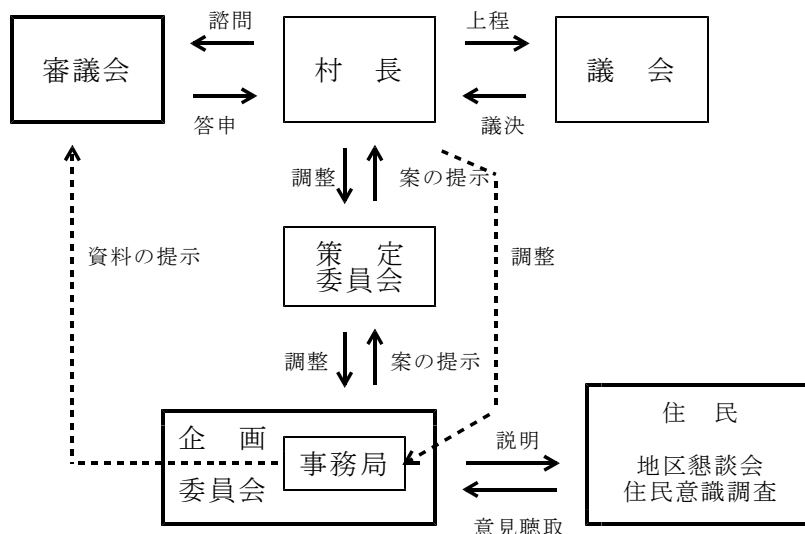 諮問
上程
審議会
村　長
議　会
答申
議決
調整
案の提示
資料の提示
策　定
委員会
調整
調整
案の提示
企　画
委員会
事務局
説明
意見聴取
住　民
地区懇談会
住民意識調査